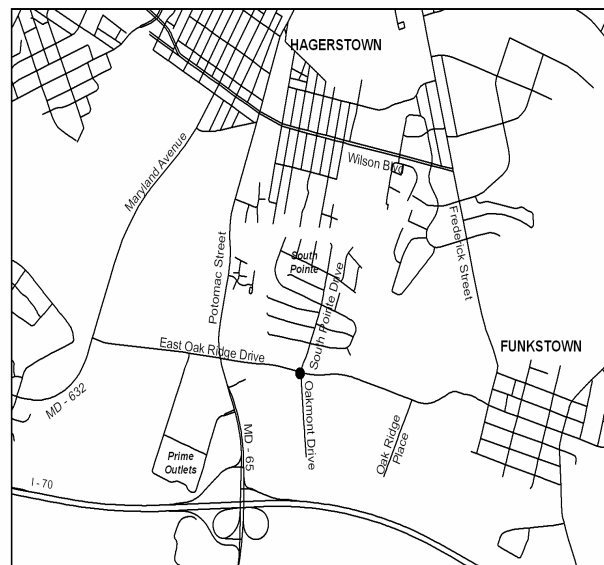 HAGERSTOWN
Wilson Blvd
Maryland Avenue
Frederick Street
Potomac Street
South
Pointe
South Pointe Drive
East Oak Ridge Drive
FUNKSTOWN
MD - 632
Oakmont Drive
Oak Ridge
Place
MD - 65
Prime
Outlets
I - 70